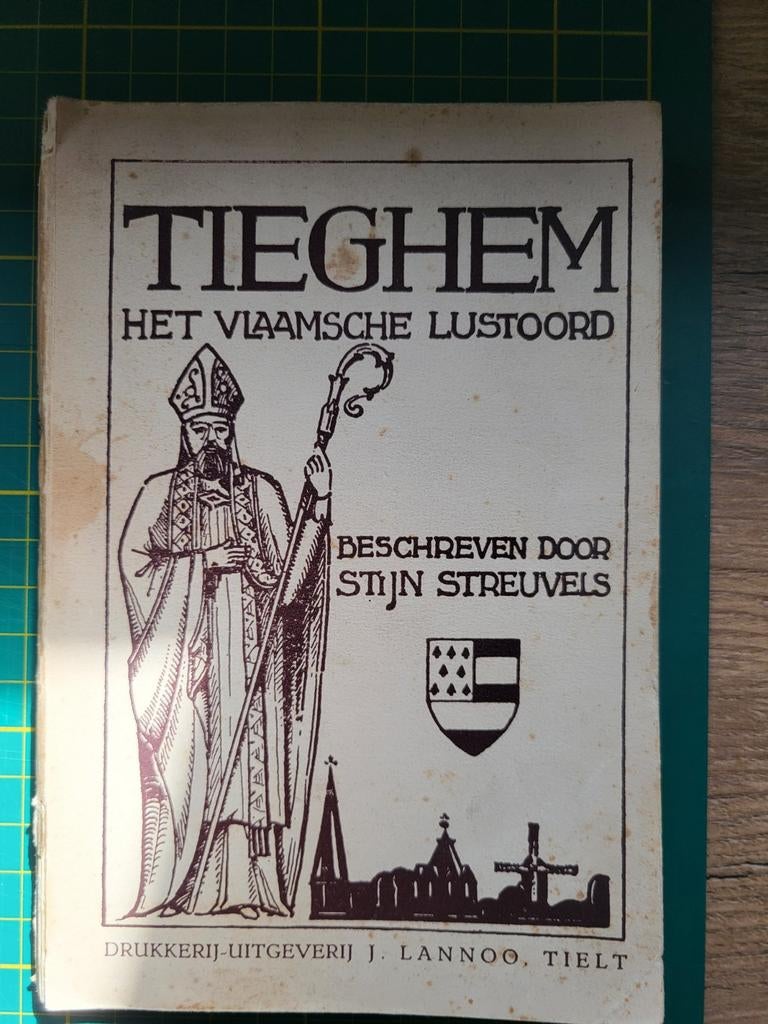 TIEGHEM
HET VLAAMSCHE LUSTOORD
BESCHREVEN DOOR
STIJN STREUVELS
DRUKKERIJ-UITGEVERIJ J. LANNOO, TIELT